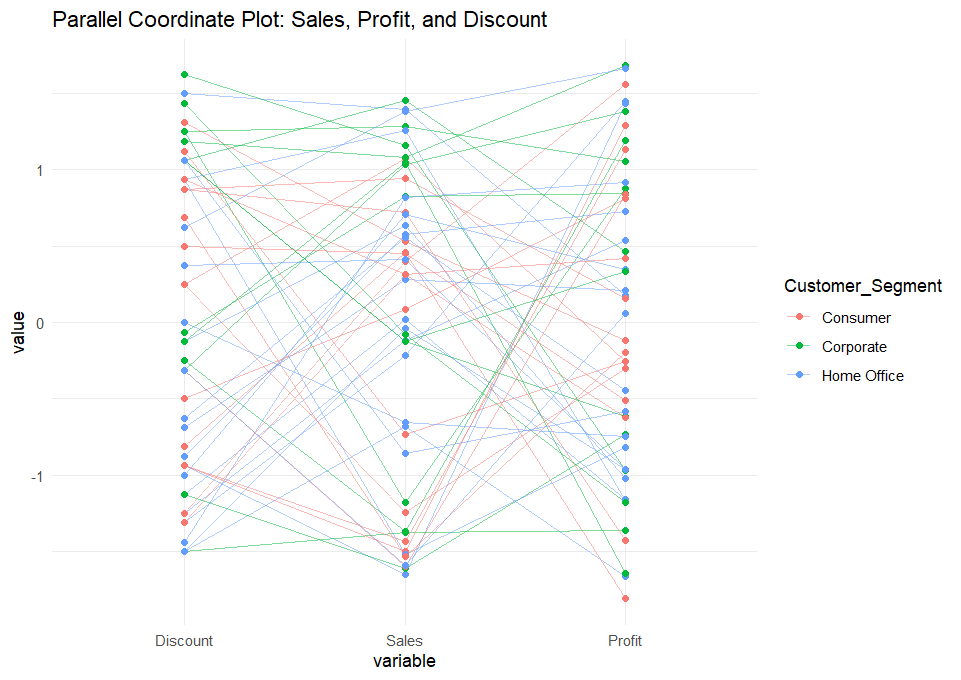 Parallel Coordinate Plot: Sales, Profit, and Discount
value
1
0
-1
Discount
Sales
Profit
variable
Customer_Segment
Consumer
Corporate
Home Office